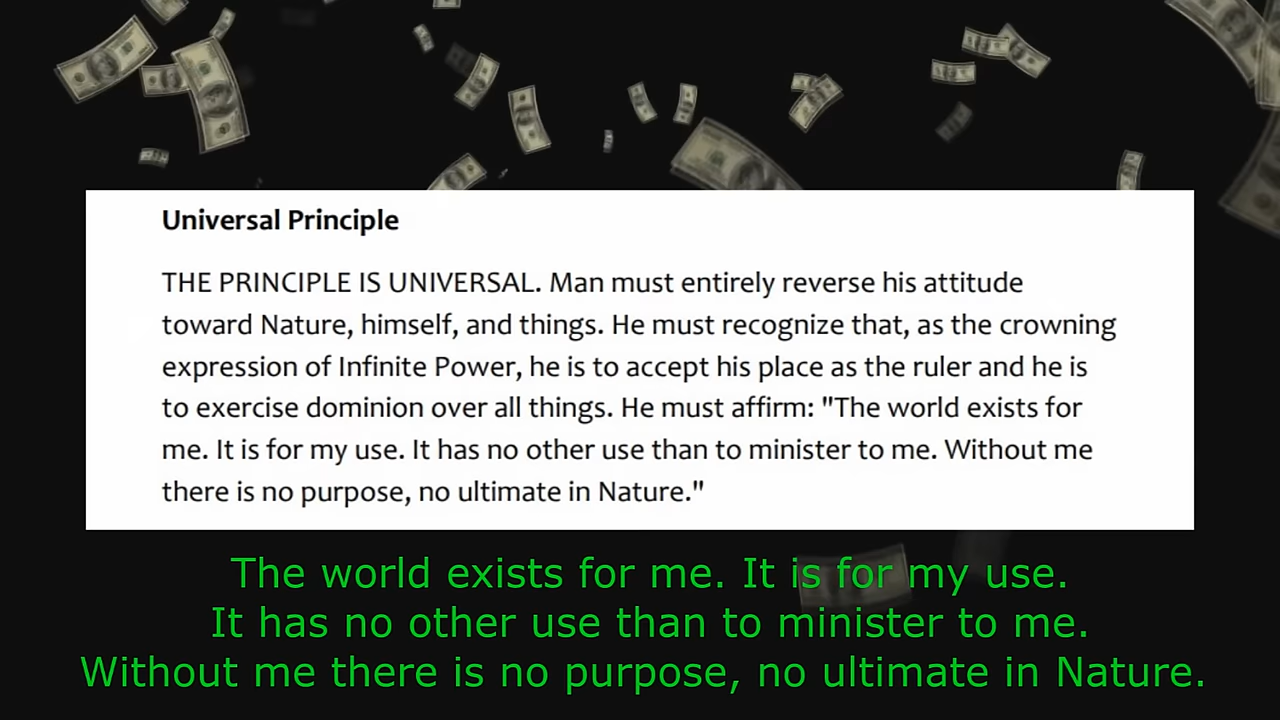 Universal Principle
THE PRINCIPLE IS UNIVERSAL. Man must entirely reverse his attitude
toward Nature, himself, and things. He must recognize that, as the crowning
expression of Infinite Power, he is to accept his place as the ruler and he is
to exercise dominion over all things. He must affirm: "The world exists for
me. It is for my use. It has no other use than to minister to me. Without me
there is no purpose, no ultimate in Nature."
The world exists for me. It is for my use.
It has no other use than to minister to me.
Without me there is no purpose, no ultimate in Nature.